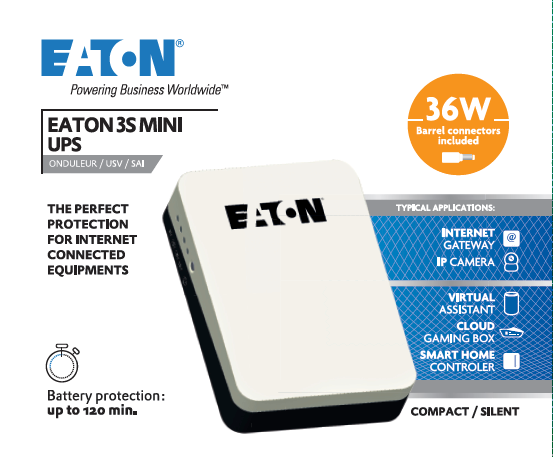 EATON®
Powering Business Worldwide™
EATON 3S MINI
UPS
ONDULEUR / USV / SAI
36W
Barrel connectors
included
THE PERFECT
PROTECTION
FOR INTERNET
CONNECTED
EQUIPMENTS
EATON
TYPICAL APPLICATIONS:
INTERNET
GATEWAY
@
IP CAMERA
VIRTUAL
ASSISTANT
CLOUD
GAMING BOX
SMART HOME
CONTROLER
Battery protection:
up to 120 min.
COMPACT / SILENT